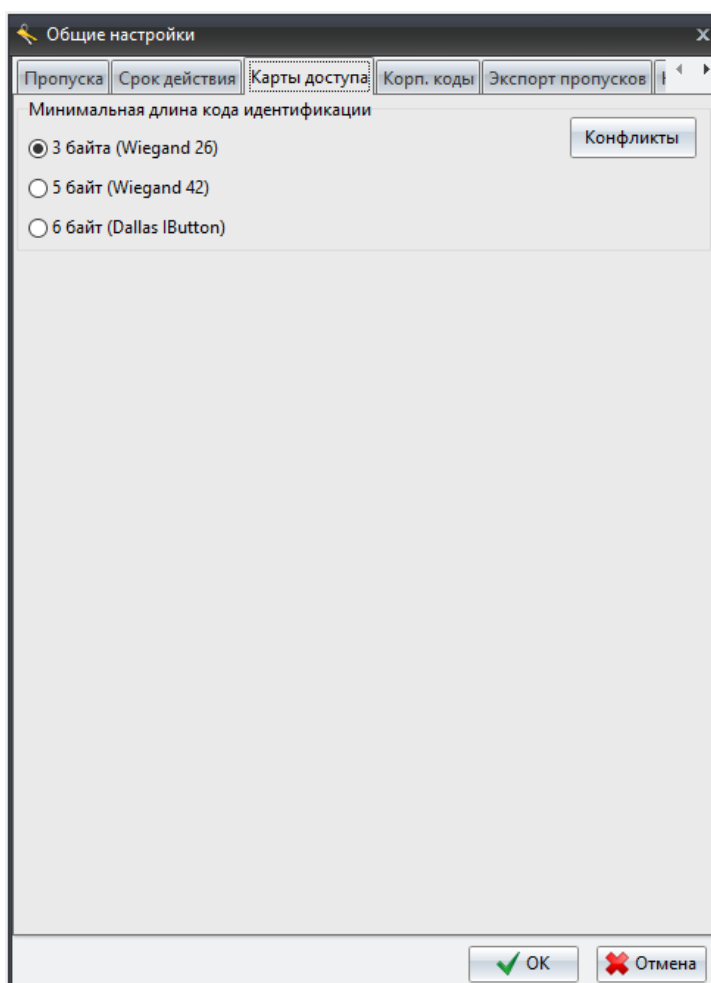 Общие настройки
Пропуска Срок действия Карты доступа Корп. коды Экспорт пропусков
Минимальная длина кода идентификации
Конфликты
3 байта (Wiegand 26)
5 байт (Wiegand 42)
6 байт (Dallas IButton)
OK Отмена